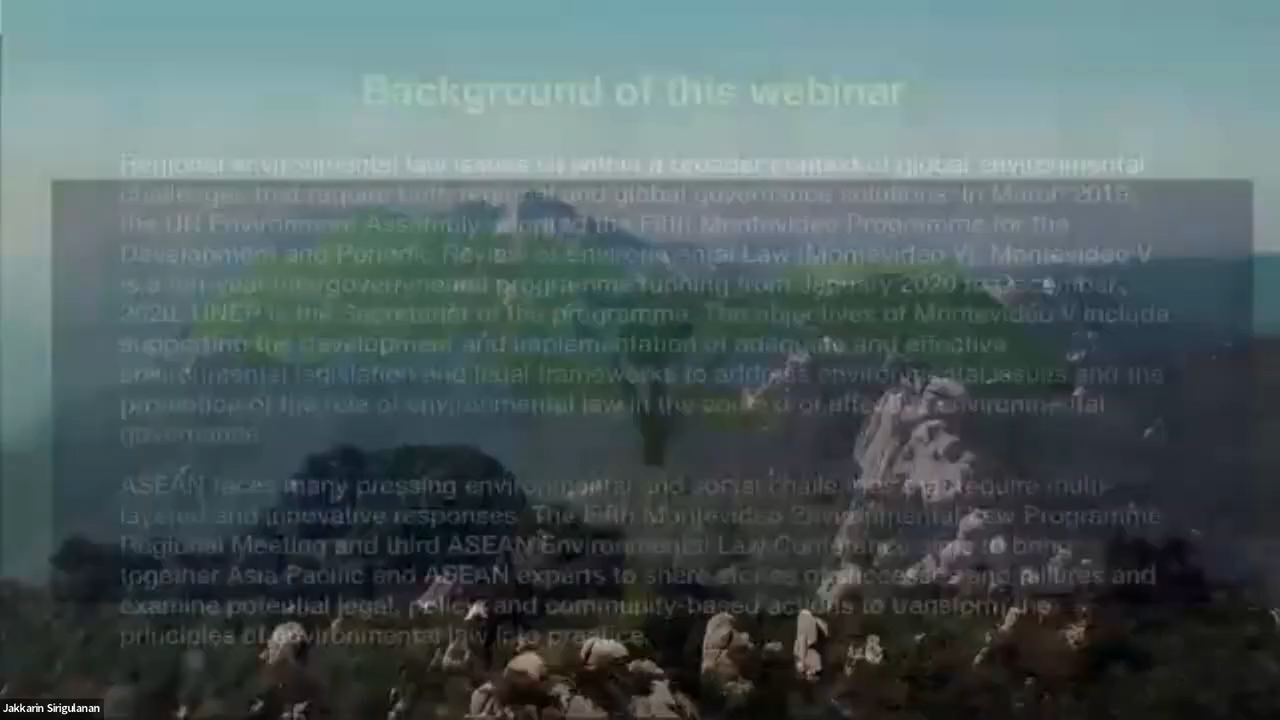 Background of this webinar
Regional environmental law issues sit within a broader context of global environmental
challenges that require both regional and global governance solutions. In March 2019,
the UN Environment Assembly adopted the Fifth Montevideo Programme for the
Development and Periodic Review of Environmental Law (Montevideo V). Montevideo V
is a ten-year intergovernmental programme running from January 2020 to December,
UNEP is the Secretariat of the programme. The objectives of Montevideo V include
supporting the development and implementation of adequate and effective
environmental legislation and legal frameworks to address environmental issues and the
promotion of the role of environmental law in the context of effective environmental
governance.
ASEAN faces many pressing environmental and social challenges that require multi-
layered and innovative responses. The Fifth Montevideo Environmental Law Programme
Regional Meeting and third ASEAN Environmental Law Conference bring
together Asia Pacific and ASEAN experts to share stories of successes and failures and
examine potential legal, policy and community-based actions to transform the
principles of environmental law into practice.
Jakkarin Sirigulanan